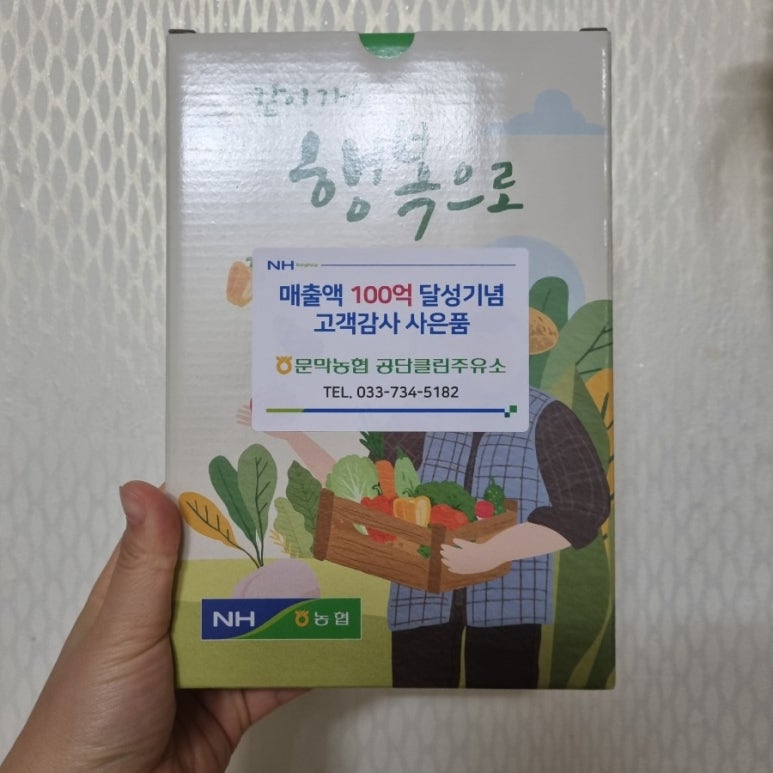 같이가는
행복으로
NH
매출액 100억 달성기념
고객감사 사은품
문막농협 공단클린주유소
TEL. 033-734-5182
NH 농협